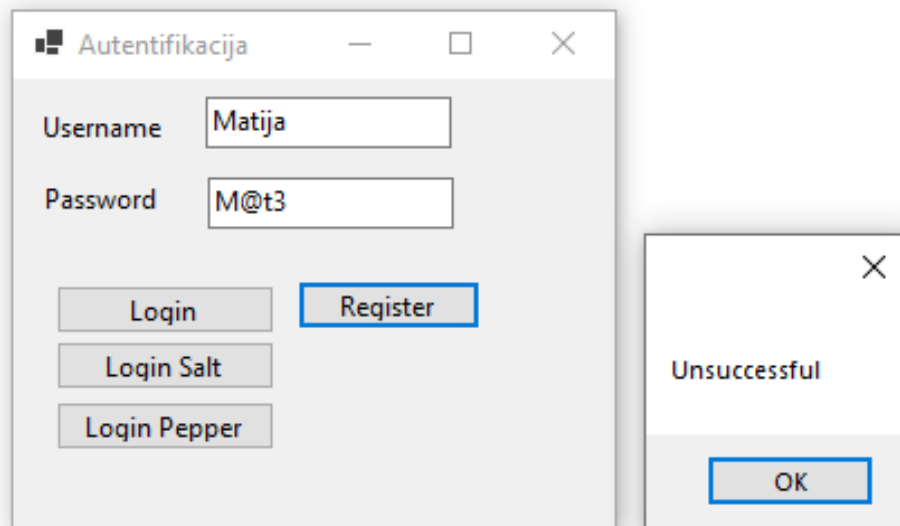 Autentifikacija
Username Matija
Password M@t3
Login Register
Login Salt
Login Pepper
Unsuccessful
OK